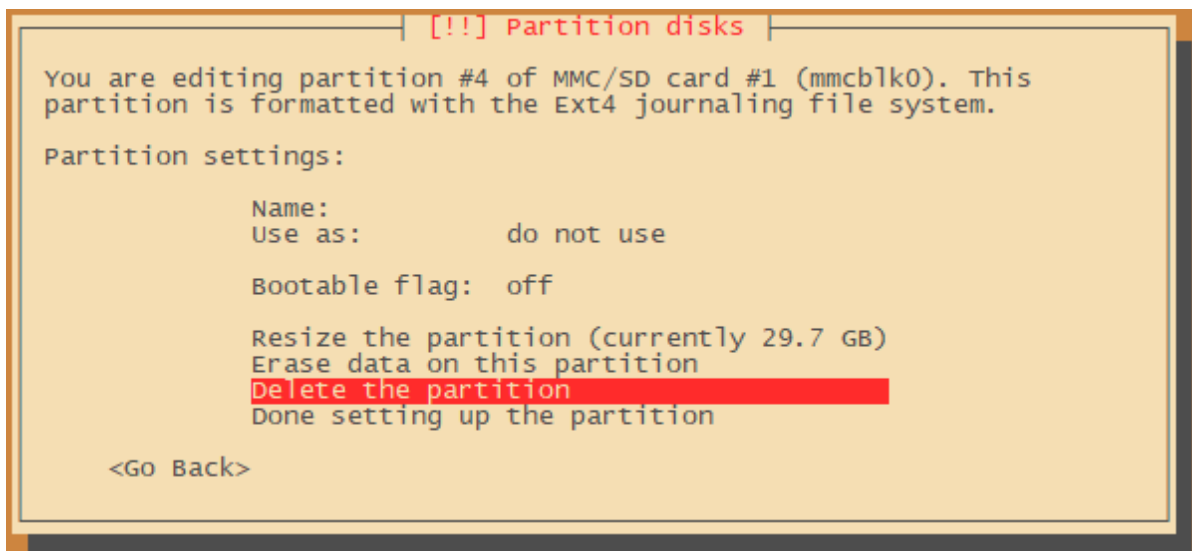 [!!] Partition disks
You are editing partition #4 of MMC/SD card #1 (mmcblk0). This
partition is formatted with the Ext4 journaling file system.
Partition settings:
Name:
Use as: do not use
Bootable flag: off
Resize the partition (currently 29.7 GB)
Erase data on this partition
Delete the partition
Done setting up the partition
<Go Back>